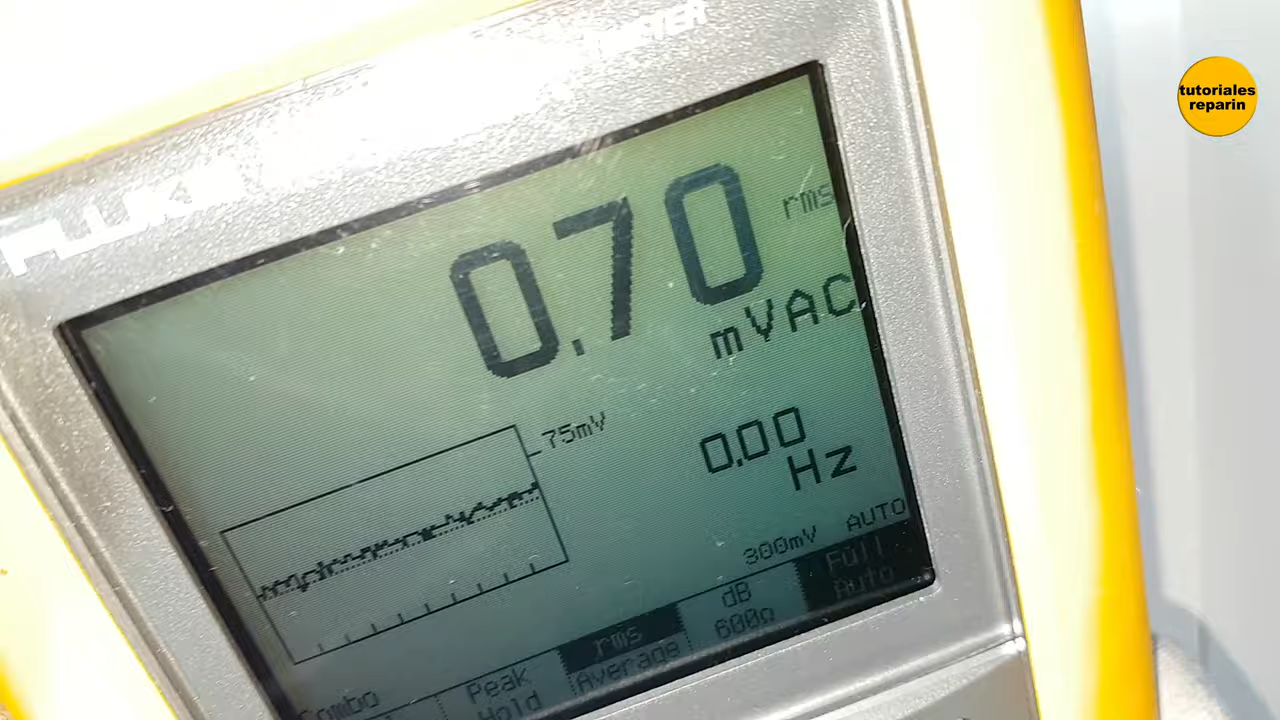 FLUKE
tutoriales
reparin
0.70
rms
mVAC
75mV
0.00
Hz
300mV
AUTO
Peak
Hold
rms
Average
dB
600Ω
Full
Auto